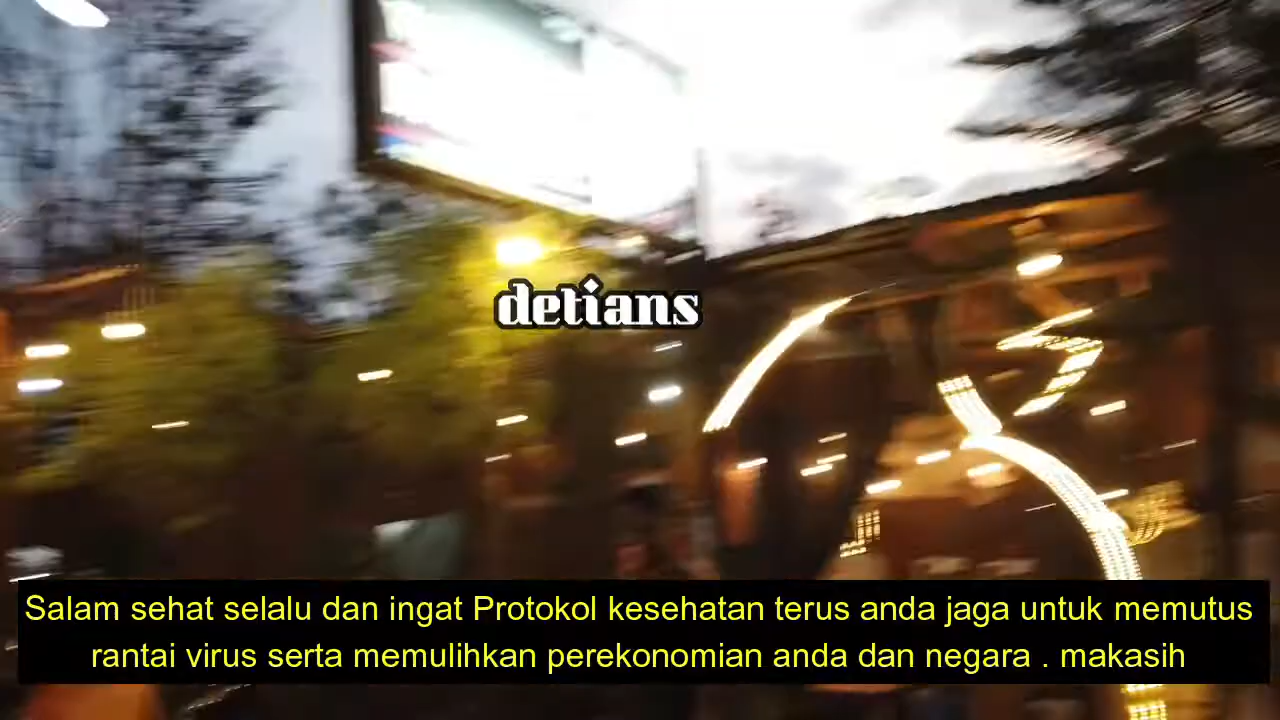 detians
Salam sehat selalu dan ingat Protokol kesehatan terus anda jaga untuk memutus
rantai virus serta memulihkan perekonomian anda dan negara . makasih